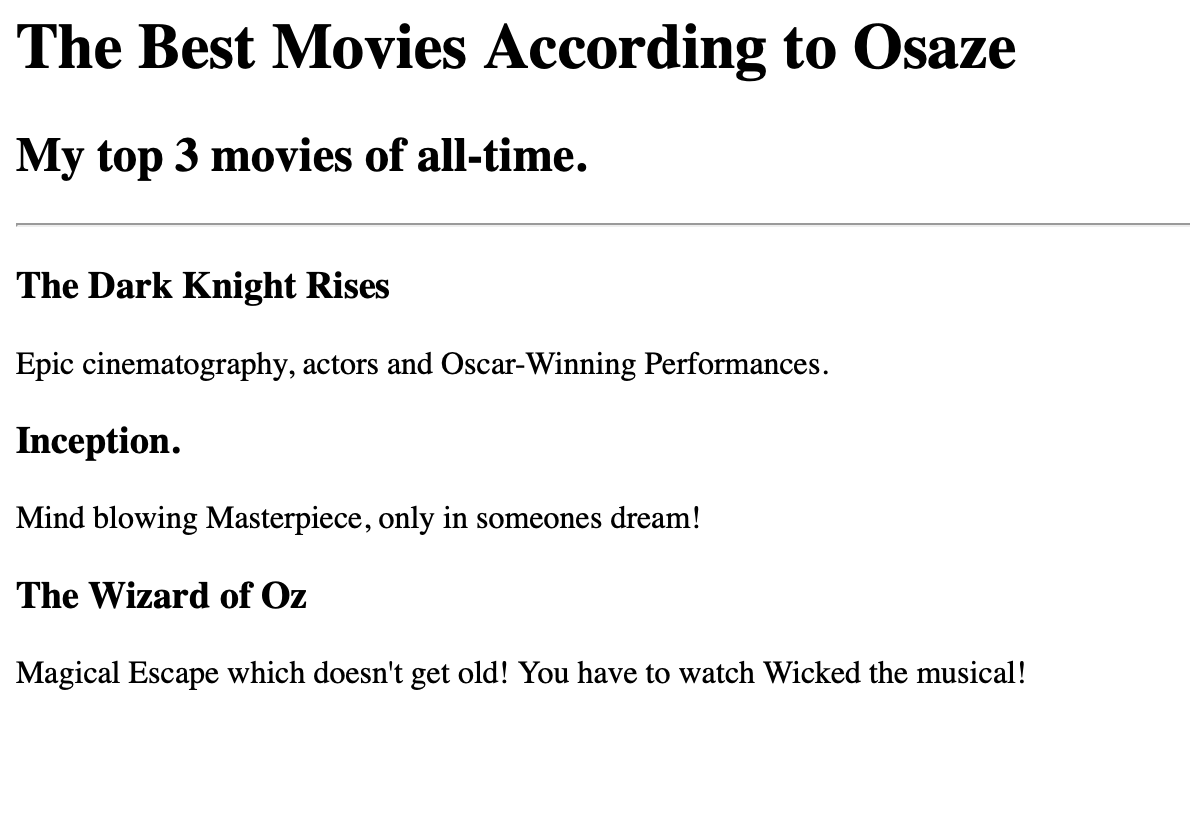 The Best Movies According to Osaze
My top 3 movies of all-time.
The Dark Knight Rises
Epic cinematography, actors and Oscar-Winning Performances.
Inception.
Mind blowing Masterpiece, only in someones dream!
The Wizard of Oz
Magical Escape which doesn't get old! You have to watch Wicked the musical!